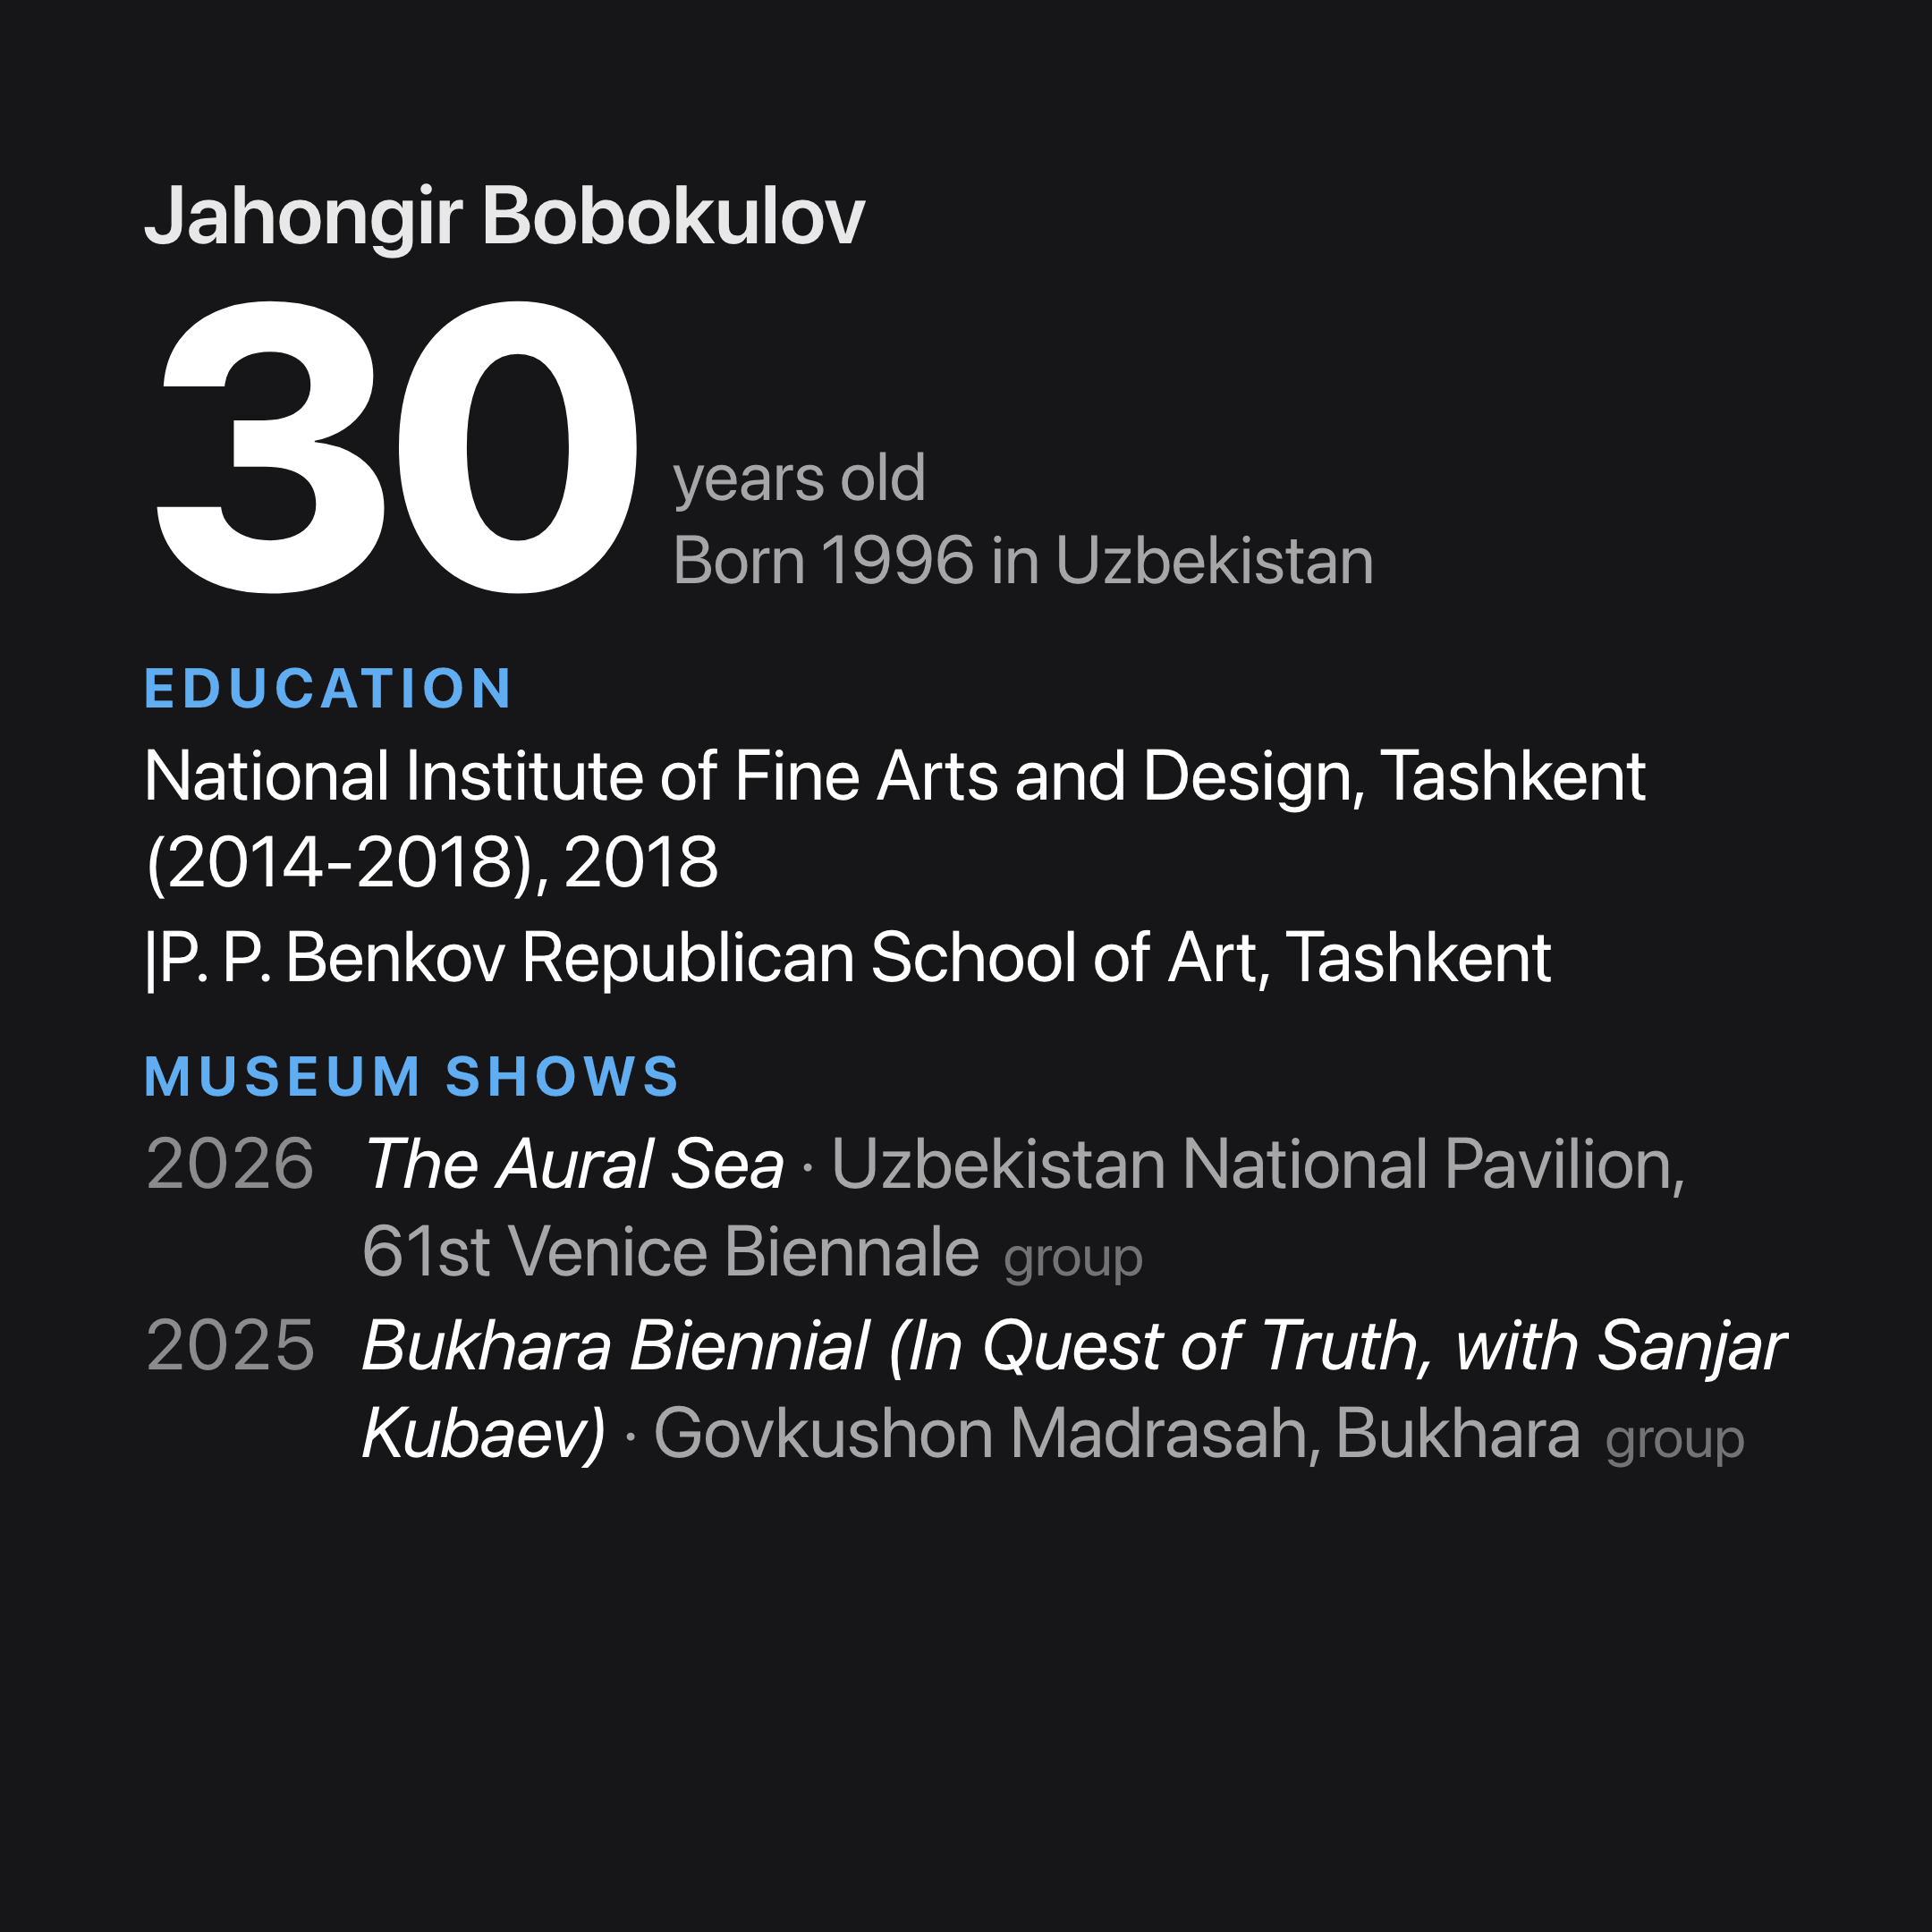 Jahongir Bobokulov
30
years old
Born 1996 in Uzbekistan
EDUCATION
National Institute of Fine Arts and Design, Tashkent
(2014-2018), 2018
|P. P. Benkov Republican School of Art, Tashkent
MUSEUM SHOWS
2026 The Aural Sea · Uzbekistan National Pavilion,
61st Venice Biennale group
2025 Bukhara Biennial (In Quest of Truth, with Sanjar
Kubaev) · Govkushon Madrasah, Bukhara group